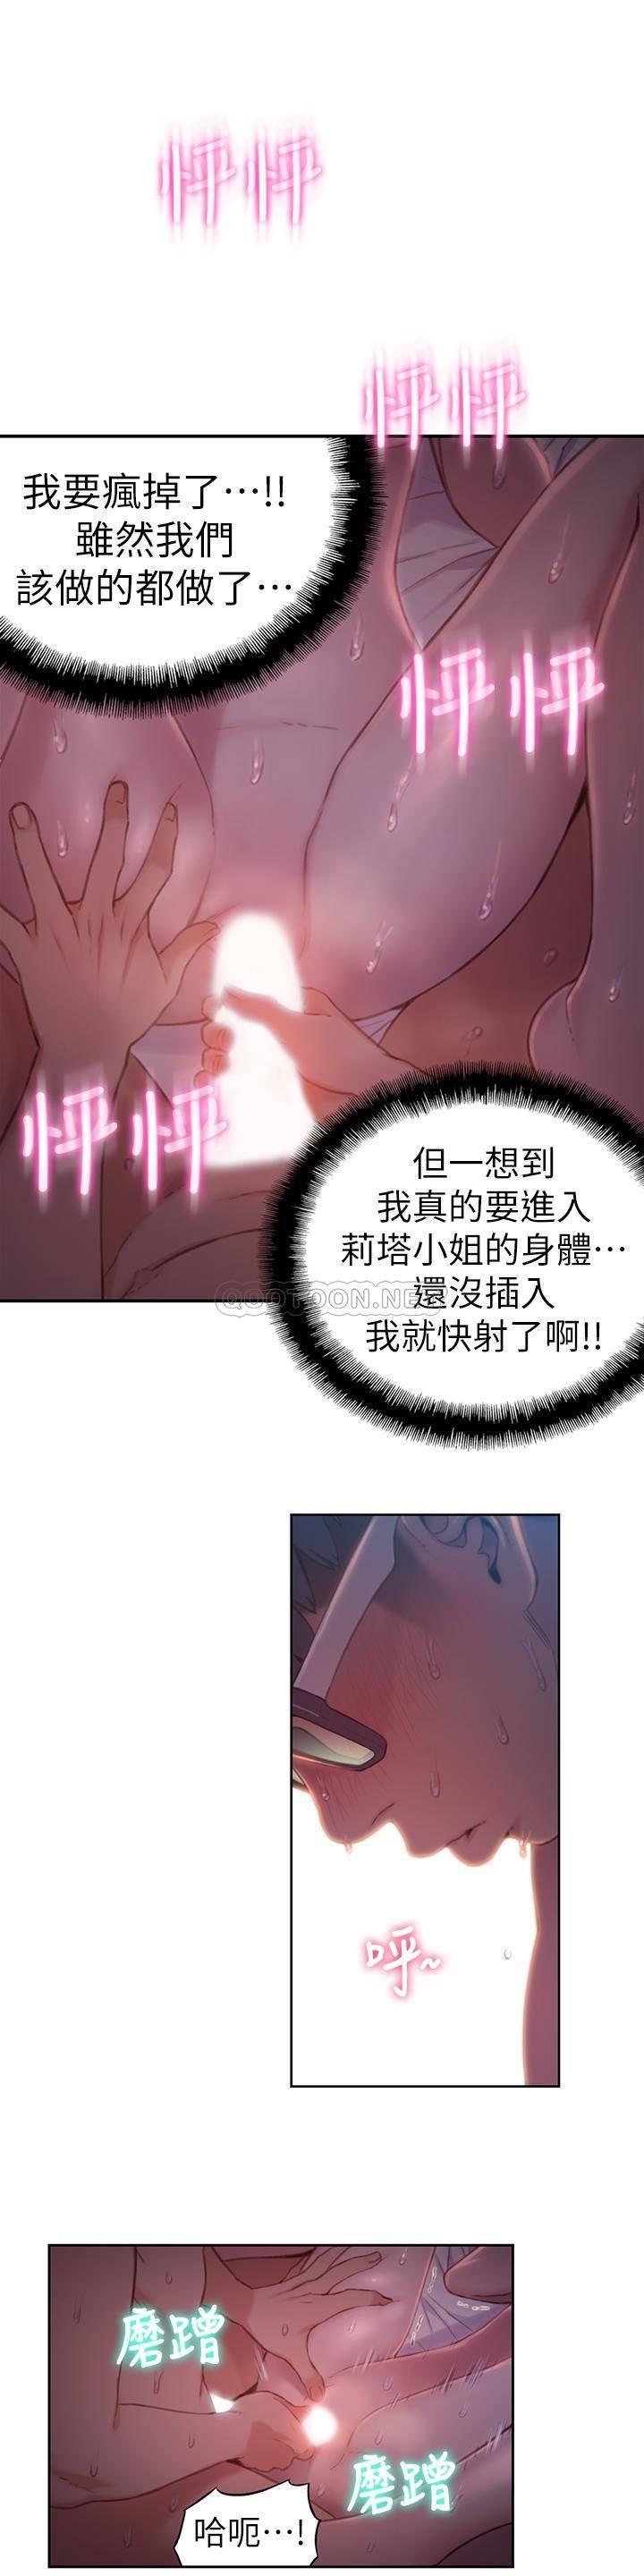 怦怦
怦怦
我要瘋掉了…!!
雖然我們
該做的都做了…
怦怦
怦怦
但一想到
我真的要進入
莉塔小姐的身體…
還沒插入
我就快射了啊!!
QOOTOON.NET
呼~
磨蹭
磨蹭
哈呃…!